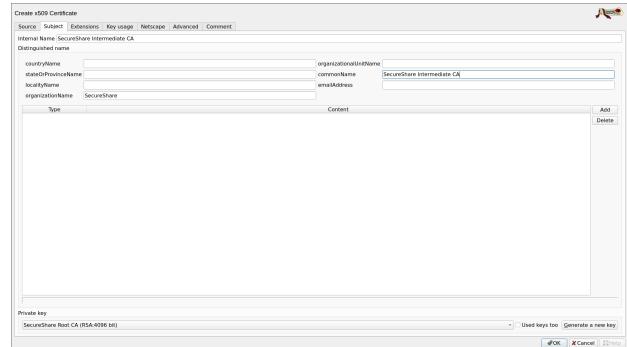 Create x509 Certificate
Source Subject Extensions Key usage Netscape Advanced Comment
Internal Name SecureShare Intermediate CA
Distinguished name
countryName organizationalUnitName
stateOrProvinceName commonName SecureShare Intermediate CA
localityName emailAddress
organizationName SecureShare
Type Content Add
Delete
Private key
SecureShare Root CA (RSA:4096 bit) Used keys too Generate a new key
OK Cancel Help